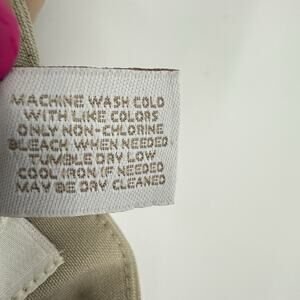 MACHINE WASH COLD
WITH LIKE COLORS
ONLY NON-CHLORINE
BLEACH WHEN NEEDED
TUMBLE DRY LOW
COOL IRON IF NEEDED
MAY BE DRY CLEANED